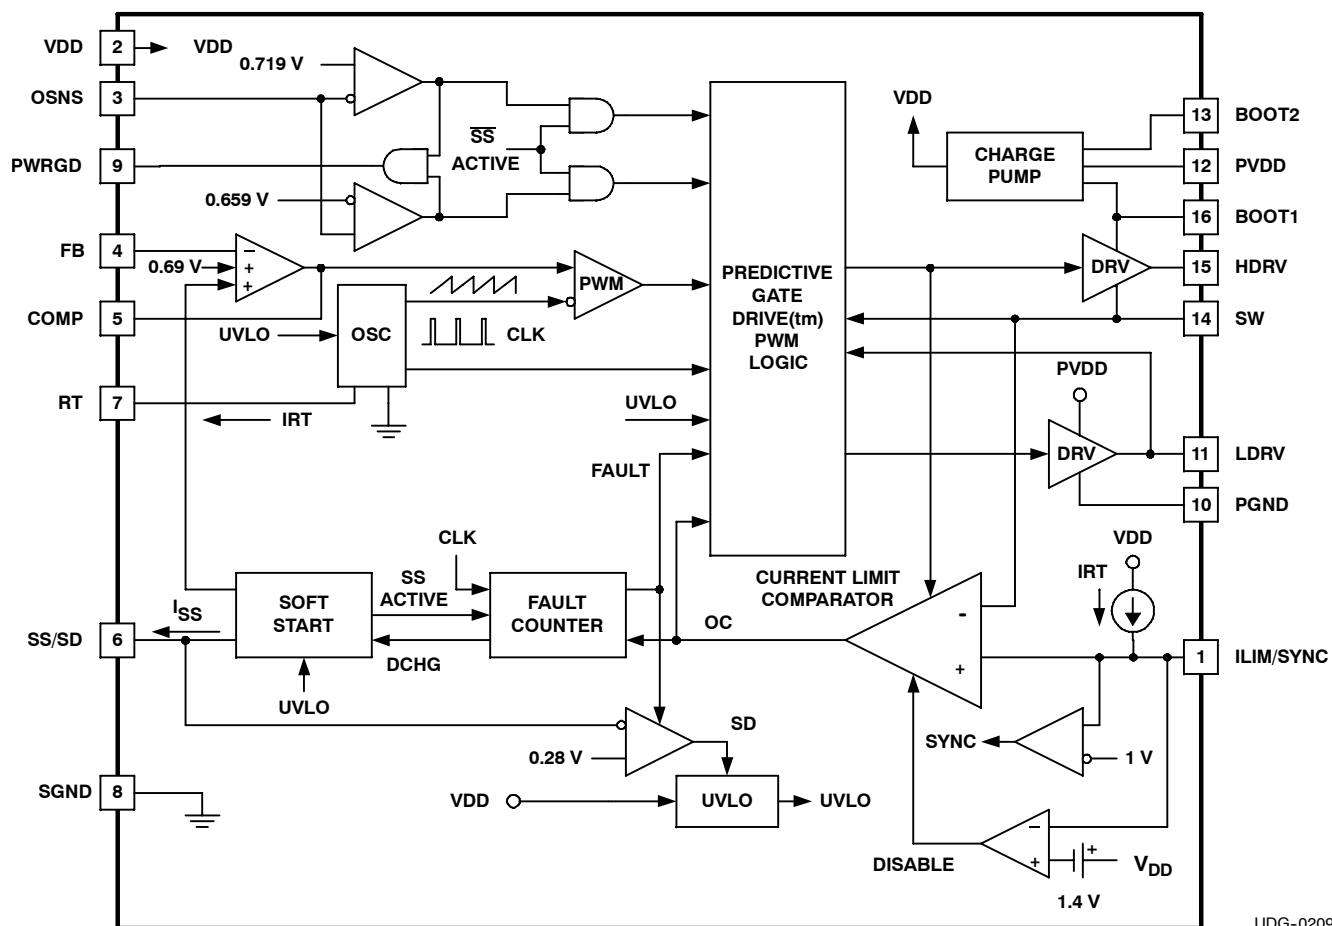 VDD 2 VDD
0.719 V
OSNS 3
PWRGD 9
SS
ACTIVE
0.659 V
FB 4
−
0.69 V +
+
COMP 5
UVLO
OSC
CLK
PWM
RT 7
IRT
PREDICTIVE
GATE
DRIVE(tm)
PWM
LOGIC
UVLO
FAULT
VDD
CHARGE
PUMP
13 BOOT2
12 PVDD
16 BOOT1
DRV
15 HDRV
14 SW
PVDD
DRV
11 LDRV
10 PGND
CLK
SS
ACTIVE
SOFT
START
FAULT
COUNTER
ISS
SS/SD 6
DCHG
UVLO
OC
CURRENT LIMIT
COMPARATOR
-
+
VDD
IRT
1 ILIM/SYNC
SYNC
1 V
0.28 V
SD
VDD
UVLO
UVLO
SGND 8
DISABLE
−
+
+
VDD
1.4 V
UDG-0209